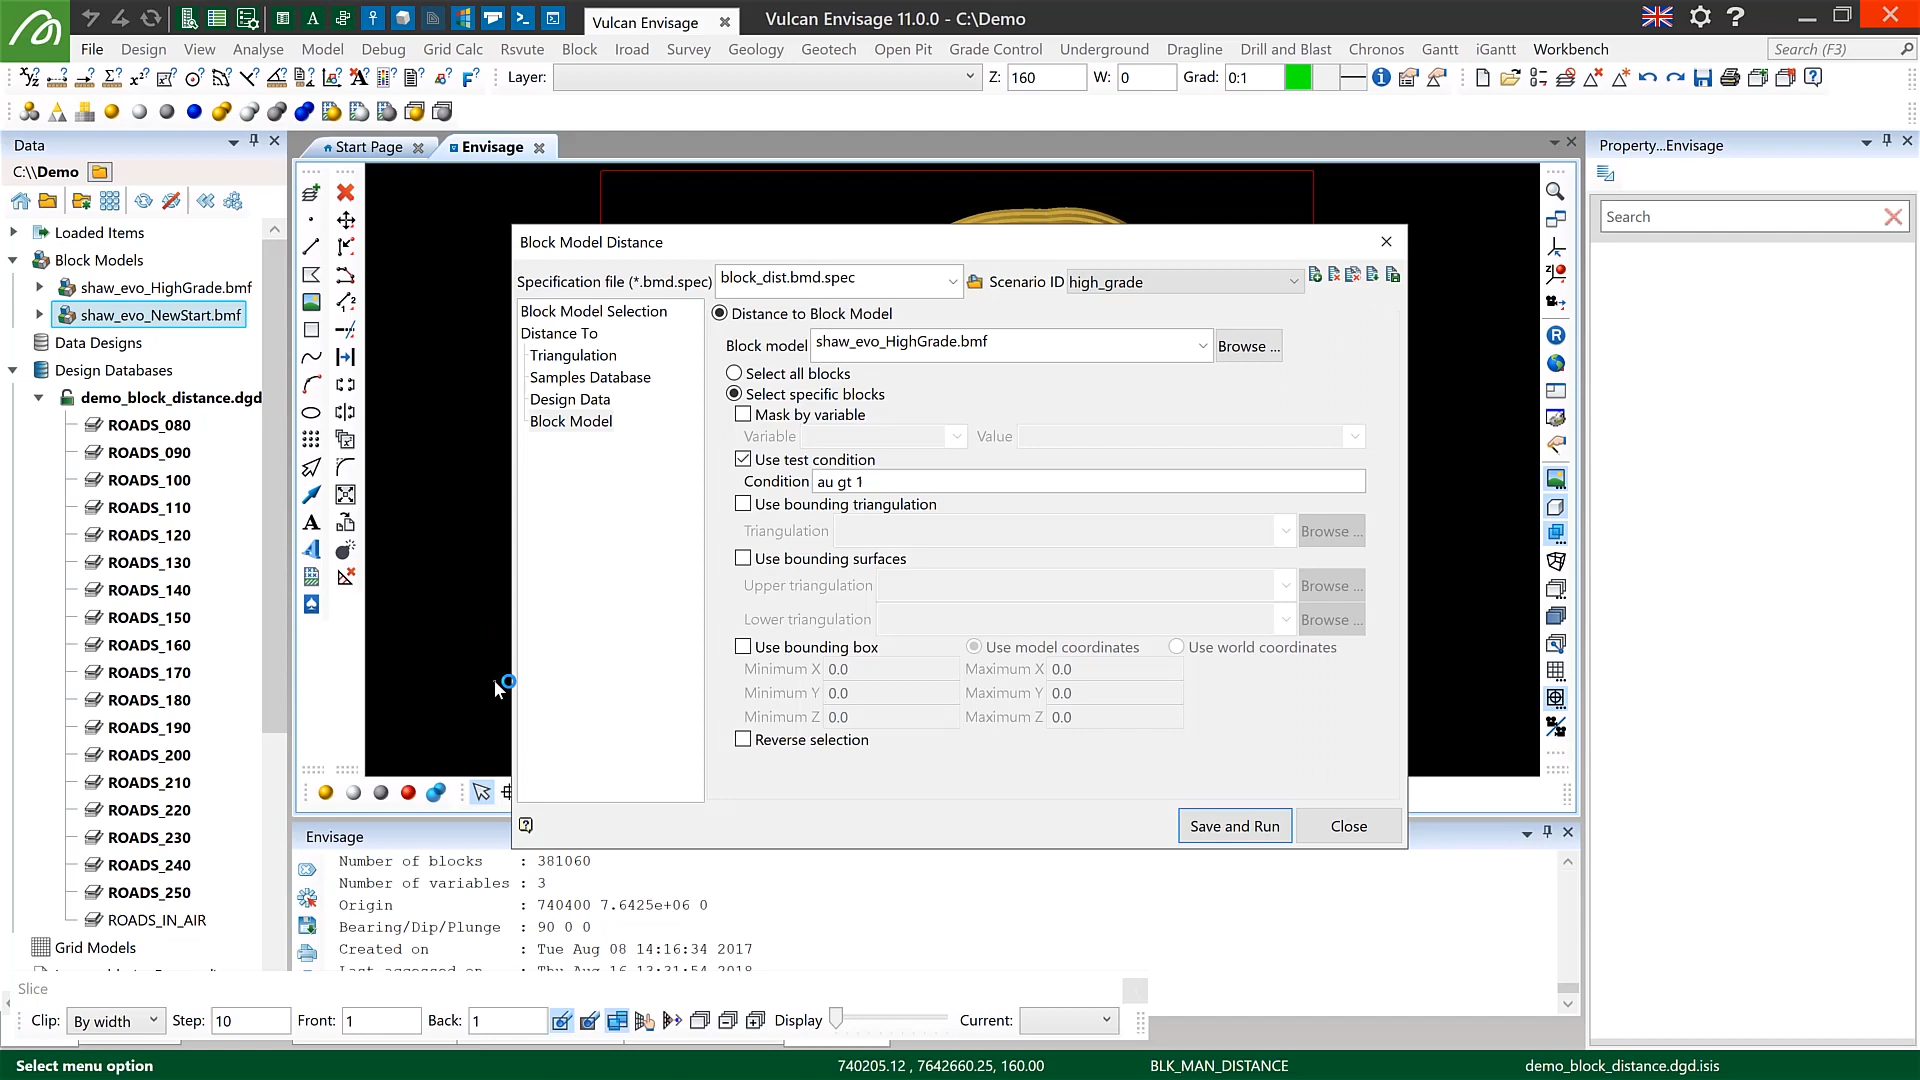 Vulcan Envisage
Vulcan Envisage 11.0.0 - C:\Demo
File Design View Analyse Model Debug Grid Calc Rsvute Block Iroad Survey Geology Geotech Open Pit Grade Control Underground Dragline Drill and Blast Chronos Gantt iGantt Workbench Search (F3)
Layer: Z: 160 W: 0 Grad: 0:1
Data
C:\\Demo
Loaded Items
Block Models
shaw_evo_HighGrade.bmf
shaw_evo_NewStart.bmf
Data Designs
Design Databases
demo_block_distance.dgd
ROADS_080
ROADS_090
ROADS_100
ROADS_110
ROADS_120
ROADS_130
ROADS_140
ROADS_150
ROADS_160
ROADS_170
ROADS_180
ROADS_190
ROADS_200
ROADS_210
ROADS_220
ROADS_230
ROADS_240
ROADS_250
ROADS_IN_AIR
Grid Models
Start Page Envisage
Block Model Distance
Specification file (*.bmd.spec) block_dist.bmd.spec Scenario ID high_grade
Block Model Selection
Distance To
Triangulation
Samples Database
Design Data
Block Model
Distance to Block Model
Block model shaw_evo_HighGrade.bmf Browse ...
Select all blocks
Select specific blocks
Mask by variable
Variable Value
Use test condition
Condition au gt 1
Use bounding triangulation
Triangulation Browse ...
Use bounding surfaces
Upper triangulation Browse ...
Lower triangulation Browse ...
Use bounding box Use model coordinates Use world coordinates
Minimum X 0.0 Maximum X 0.0
Minimum Y 0.0 Maximum Y 0.0
Minimum Z 0.0 Maximum Z 0.0
Reverse selection
Save and Run Close
Property...Envisage
Search
Envisage
Number of blocks : 381060
Number of variables : 3
Origin : 740400 7.6425e+06 0
Bearing/Dip/Plunge : 90 0 0
Created on : Tue Aug 08 14:16:34 2017
Last accessed on : Thu Aug 16 13:31:54 2018
Slice
Clip: By width Step: 10 Front: 1 Back: 1 Display Current:
Select menu option 740205.12 , 7642660.25, 160.00 BLK_MAN_DISTANCE demo_block_distance.dgd.isis